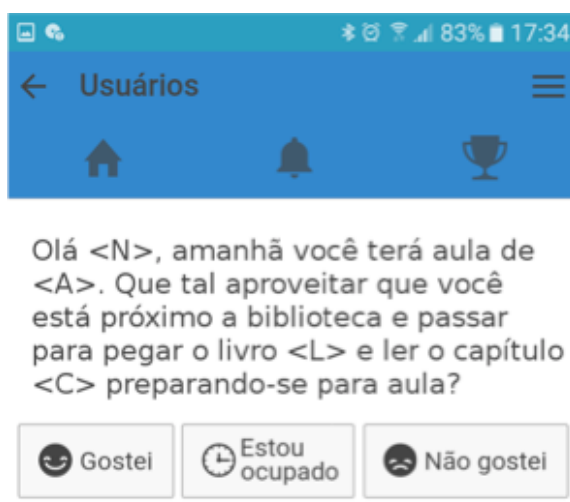 83% 17:34
Usuários
Olá <N>, amanhã você terá aula de
<A>. Que tal aproveitar que você
está próximo a biblioteca e passar
para pegar o livro <L> e ler o capítulo
<C> preparando-se para aula?
Gostei
Estou
ocupado
Não gostei